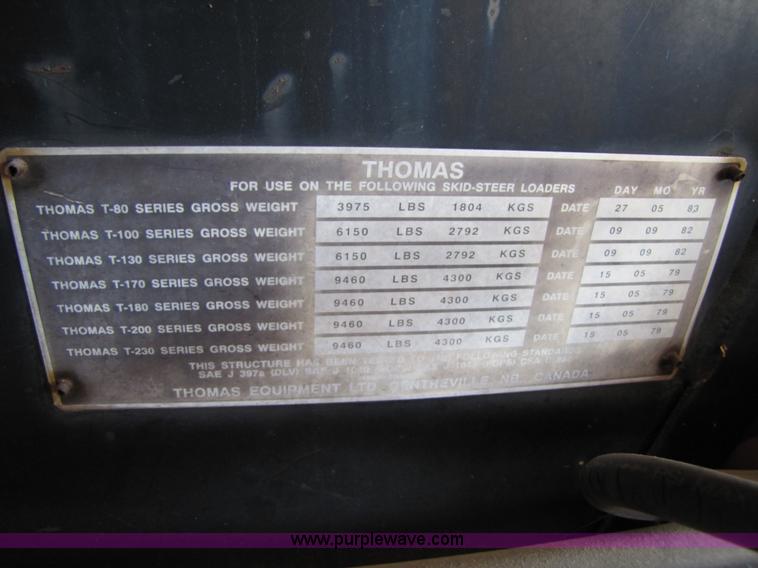 THOMAS
FOR USE ON THE FOLLOWING SKID-STEER LOADERS DAY MO YR
THOMAS T-80 SERIES GROSS WEIGHT 3975 LBS 1804 KGS DATE 27 05 83
THOMAS T-100 SERIES GROSS WEIGHT 6150 LBS 2792 KGS DATE 09 09 82
THOMAS T-130 SERIES GROSS WEIGHT 6150 LBS 2792 KGS DATE 09 09 82
THOMAS T-170 SERIES GROSS WEIGHT 9460 LBS 4300 KGS DATE 15 05 79
THOMAS T-180 SERIES GROSS WEIGHT 9460 LBS 4300 KGS DATE 15 05 79
THOMAS T-200 SERIES GROSS WEIGHT 9460 LBS 4300 KGS DATE 15 05 79
THOMAS T-230 SERIES GROSS WEIGHT 9460 LBS 4300 KGS DATE 15 05 79
THIS STRUCTURE HAS BEEN FOLLOWING
SAE J 397a (DLV) SAE J CSA
THOMAS EQUIPMENT LTD. CENTREVILLE, NB, CANADA
www.purplewave.com